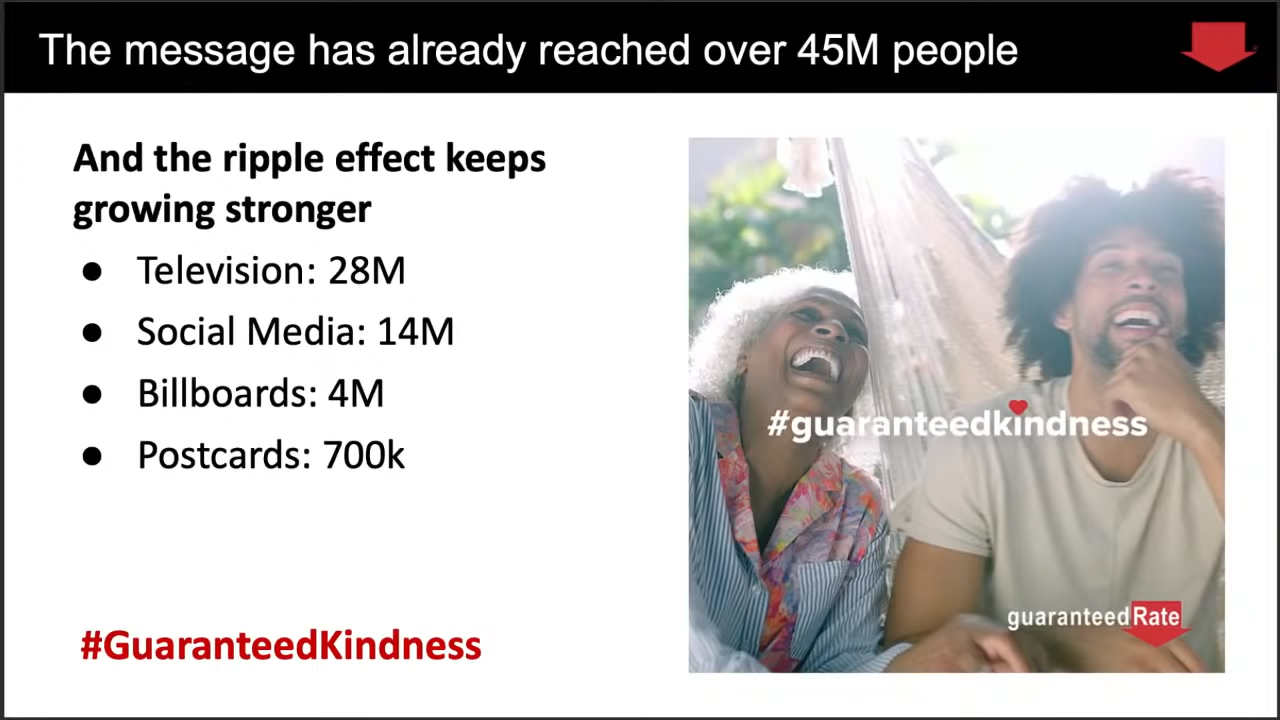 The message has already reached over 45M people
And the ripple effect keeps
growing stronger
● Television: 28M
● Social Media: 14M
● Billboards: 4M
● Postcards: 700k
#GuaranteedKindness
#guaranteedkindness
guaranteedRate